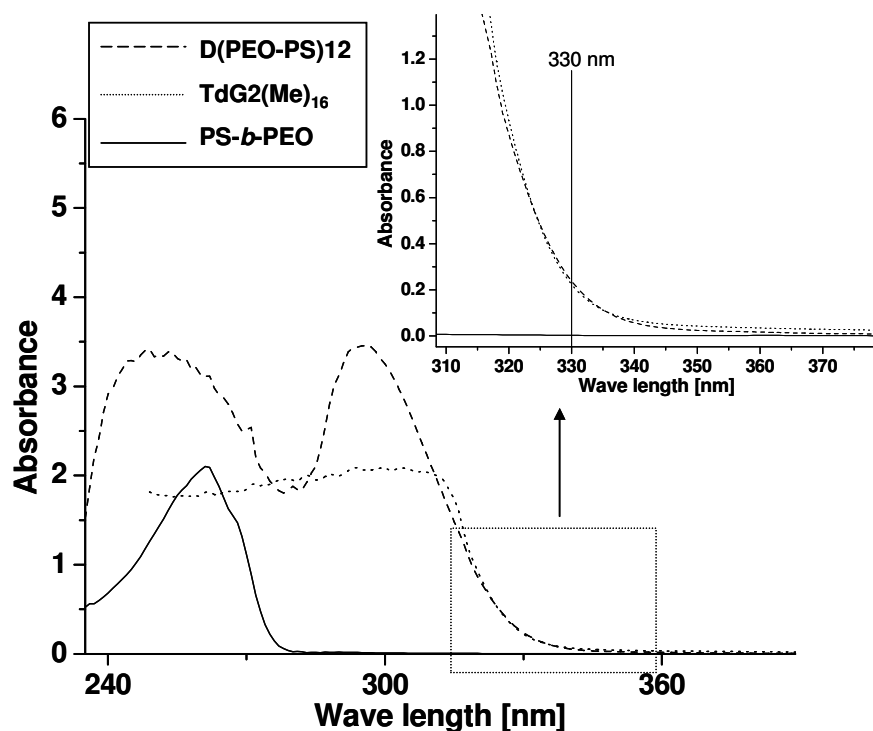 D(PEO-PS)12
TdG2(Me)₁₆
PS-b-PEO
6
5
4
3
2
1
0
Absorbance
240 300 360
Wave length [nm]
330 nm
1.2
1.0
0.8
0.6
0.4
0.2
0.0
Absorbance
310 320 330 340 350 360 370
Wave length [nm]